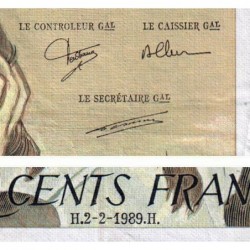 LE CONTROLEUR GAL LE CAISSIER GAL
LE SECRÉTAIRE GAL
CENTS FRAN
H.2-2-1989.H.